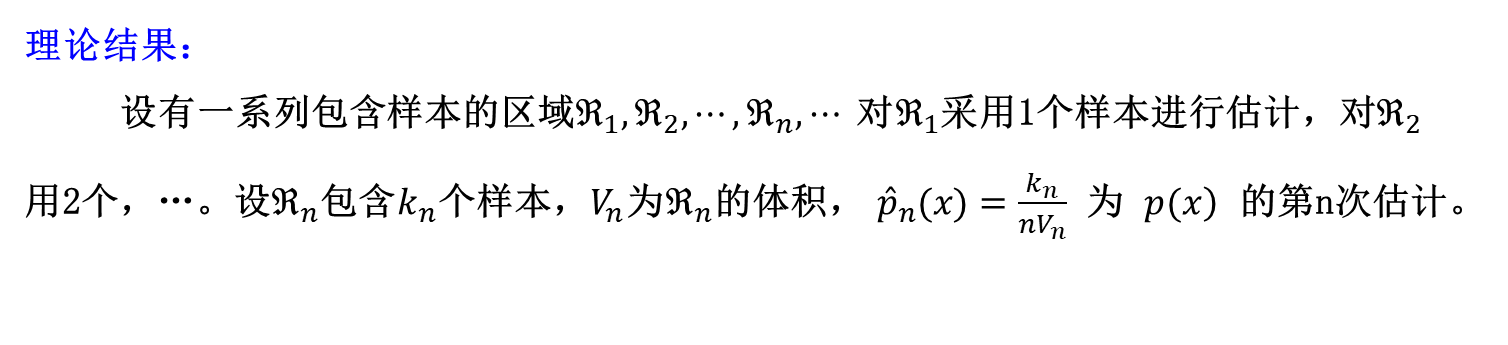 理论结果：
设有一系列包含样本的区域ℜ₁, ℜ₂, ⋯, ℜₙ, ⋯ 对ℜ₁采用1个样本进行估计，对ℜ₂
用2个，⋯。设ℜₙ包含kₙ个样本，Vₙ为ℜₙ的体积， p̂ₙ(x) = kₙ/nVₙ 为 p(x) 的第n次估计。